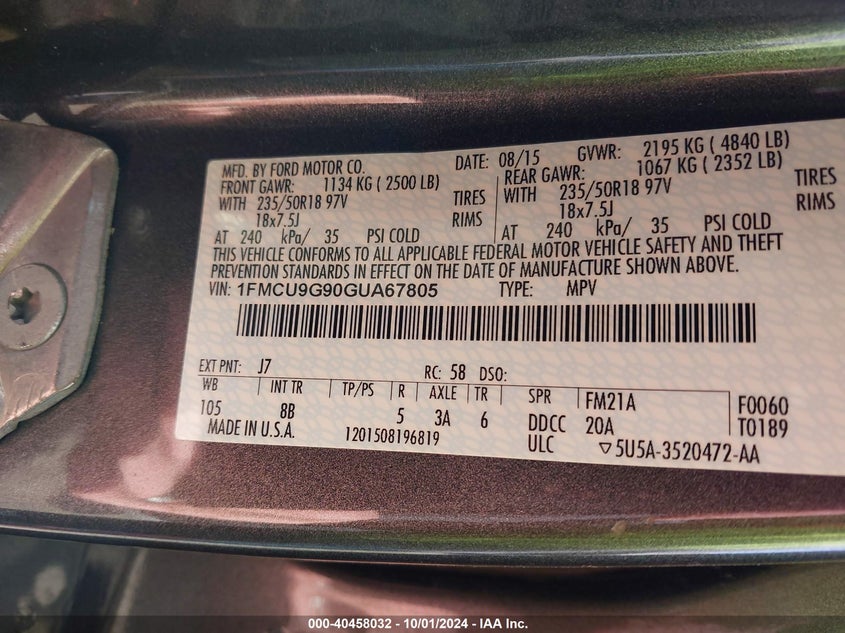 MFD. BY FORD MOTOR CO. DATE: 08/15 GVWR: 2195 KG ( 4840 LB)
FRONT GAWR: 1134 KG ( 2500 LB) REAR GAWR: 1067 KG ( 2352 LB)
WITH 235/50R18 97V TIRES WITH 235/50R18 97V TIRES
18x7.5J RIMS 18x7.5J RIMS
AT 240 kPa/ 35 PSI COLD AT 240 kPa/ 35 PSI COLD
THIS VEHICLE CONFORMS TO ALL APPLICABLE FEDERAL MOTOR VEHICLE SAFETY AND THEFT
PREVENTION STANDARDS IN EFFECT ON THE DATE OF MANUFACTURE SHOWN ABOVE.
VIN: 1FMCU9G90GUA67805 TYPE: MPV
EXT PNT: J7 RC: 58 DSO:
WB INT TR TP/PS R AXLE TR SPR FM21A F0060
105 8B 5 3A 6 DDCC 20A T0189
MADE IN U.S.A. 1201508196819 ULC ▽5U5A-3520472-AA
000-40458032 - 10/01/2024 - IAA Inc.